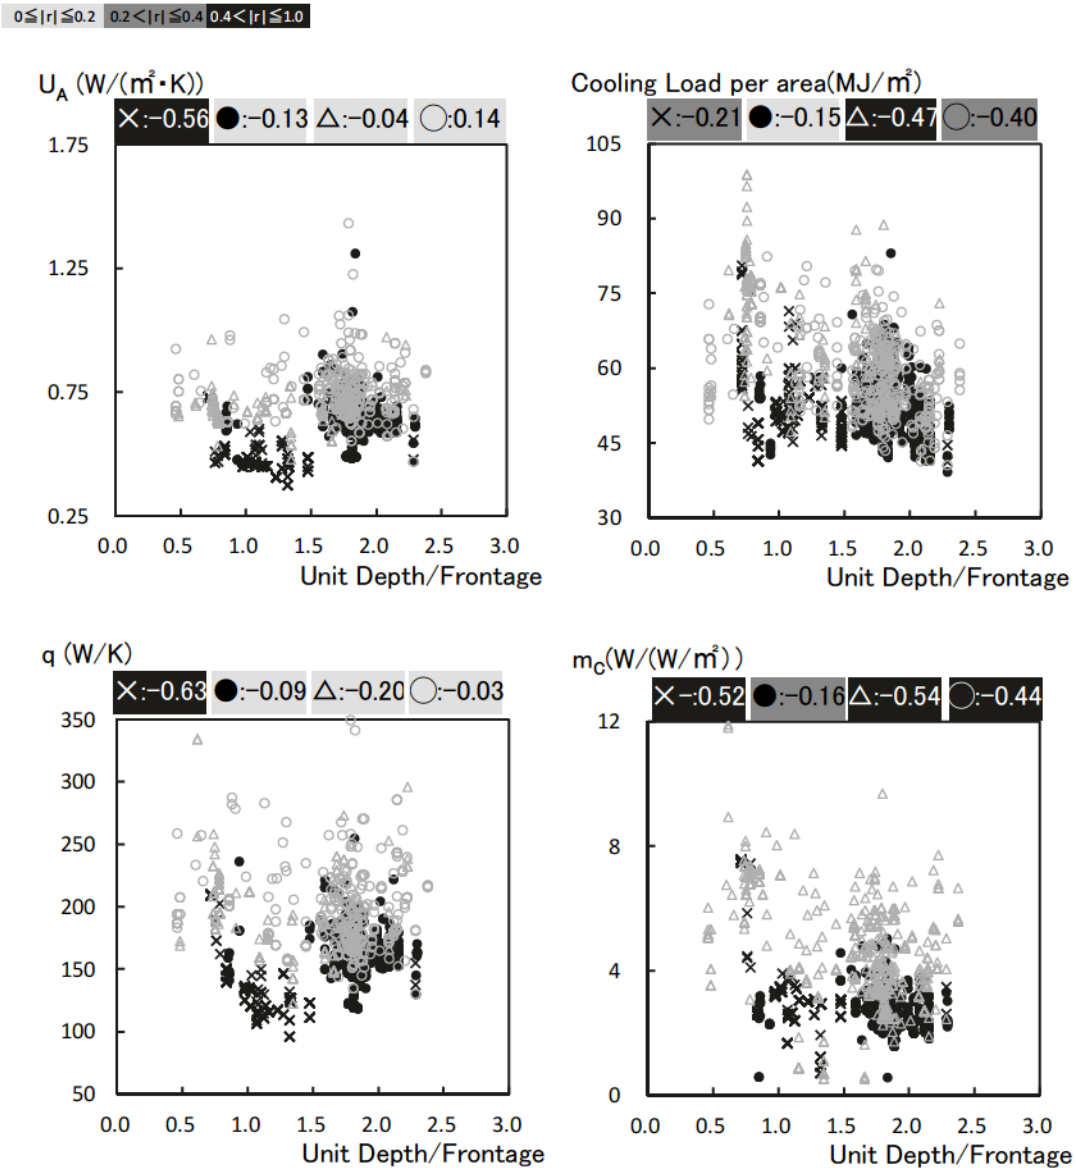 0≦|r|≦0.2 0.2<|r|≦0.4 0.4<|r|≦1.0
U_A (W/(㎡・K))
×:−0.56 ●:−0.13 △:−0.04 ○:0.14
1.75
1.25
0.75
0.25
0.0 0.5 1.0 1.5 2.0 2.5 3.0
Unit Depth/Frontage
Cooling Load per area(MJ/㎡)
×:−0.21 ●:−0.15 △:−0.47 ○:−0.40
105
90
75
60
45
30
0.0 0.5 1.0 1.5 2.0 2.5 3.0
Unit Depth/Frontage
q (W/K)
×:−0.63 ●:−0.09 △:−0.20 ○:−0.03
350
300
250
200
150
100
50
0.0 0.5 1.0 1.5 2.0 2.5 3.0
Unit Depth/Frontage
m_C(W/(W/㎡))
×−:0.52 ●:−0.16 △:−0.54 ○:−0.44
12
8
4
0
0.0 0.5 1.0 1.5 2.0 2.5 3.0
Unit Depth/Frontage